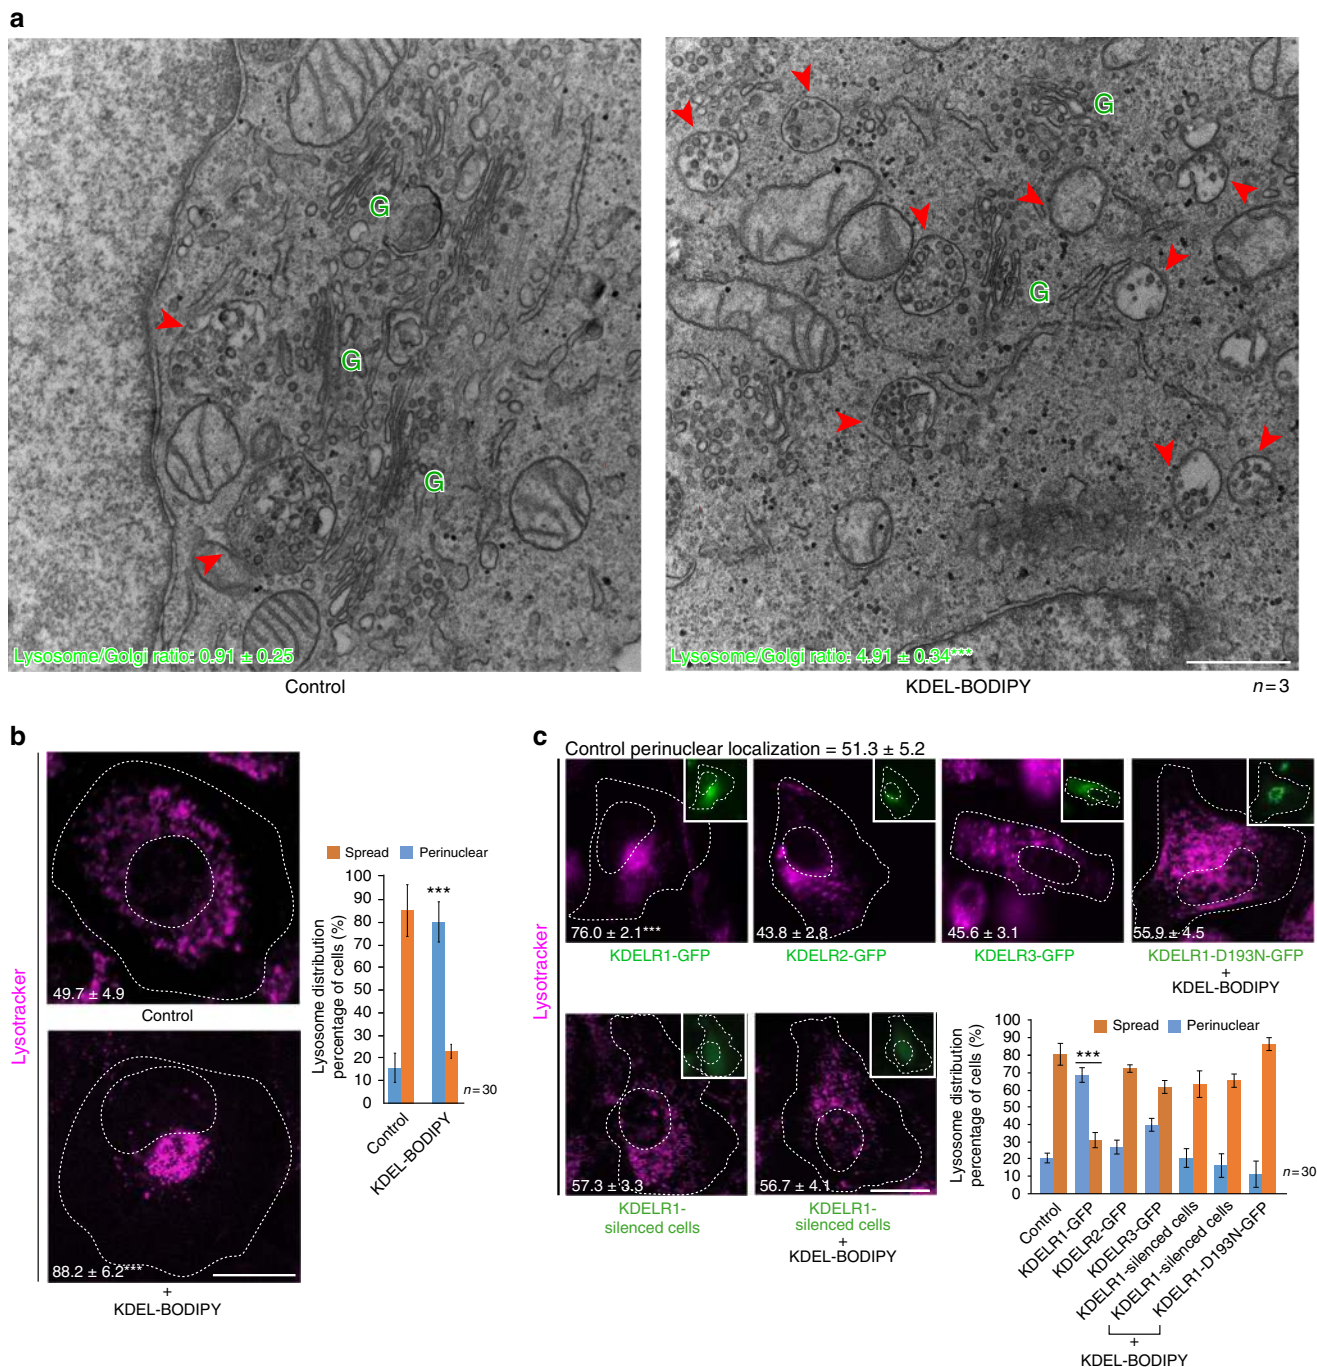 a
G
G
G
Lysosome/Golgi ratio: 0.91 ± 0.25
Control
G
G
Lysosome/Golgi ratio: 4.91 ± 0.34***
KDEL-BODIPY
n = 3
b
Lysotracker
49.7 ± 4.9
Control
88.2 ± 6.2***
+
KDEL-BODIPY
Spread
Perinuclear
Lysosome distribution
percentage of cells (%)
100
90
80
70
60
50
40
30
20
10
0
***
n = 30
Control
KDEL-BODIPY
c
Control perinuclear localization = 51.3 ± 5.2
Lysotracker
76.0 ± 2.1***
KDELR1-GFP
43.8 ± 2.8
KDELR2-GFP
45.6 ± 3.1
KDELR3-GFP
55.9 ± 4.5
KDELR1-D193N-GFP
+
KDEL-BODIPY
57.3 ± 3.3
KDELR1-
silenced cells
56.7 ± 4.1
KDELR1-
silenced cells
+
KDEL-BODIPY
Spread
Perinuclear
Lysosome distribution
percentage of cells (%)
100
90
80
70
60
50
40
30
20
10
0
***
n = 30
Control
KDELR1-GFP
KDELR2-GFP
KDELR3-GFP
KDELR1-silenced cells
KDELR1-silenced cells
KDELR1-D193N-GFP
+
KDEL-BODIPY